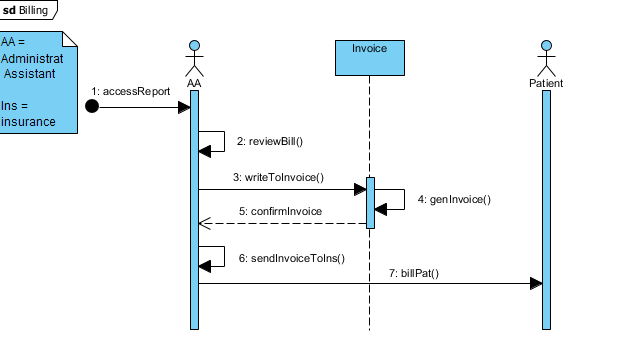 sd Billing
AA =
Administrat
Assistant
Ins =
insurance
AA
Invoice
Patient
1: accessReport
2: reviewBill()
3: writeToInvoice()
4: genInvoice()
5: confirmInvoice
6: sendInvoiceToIns()
7: billPat()